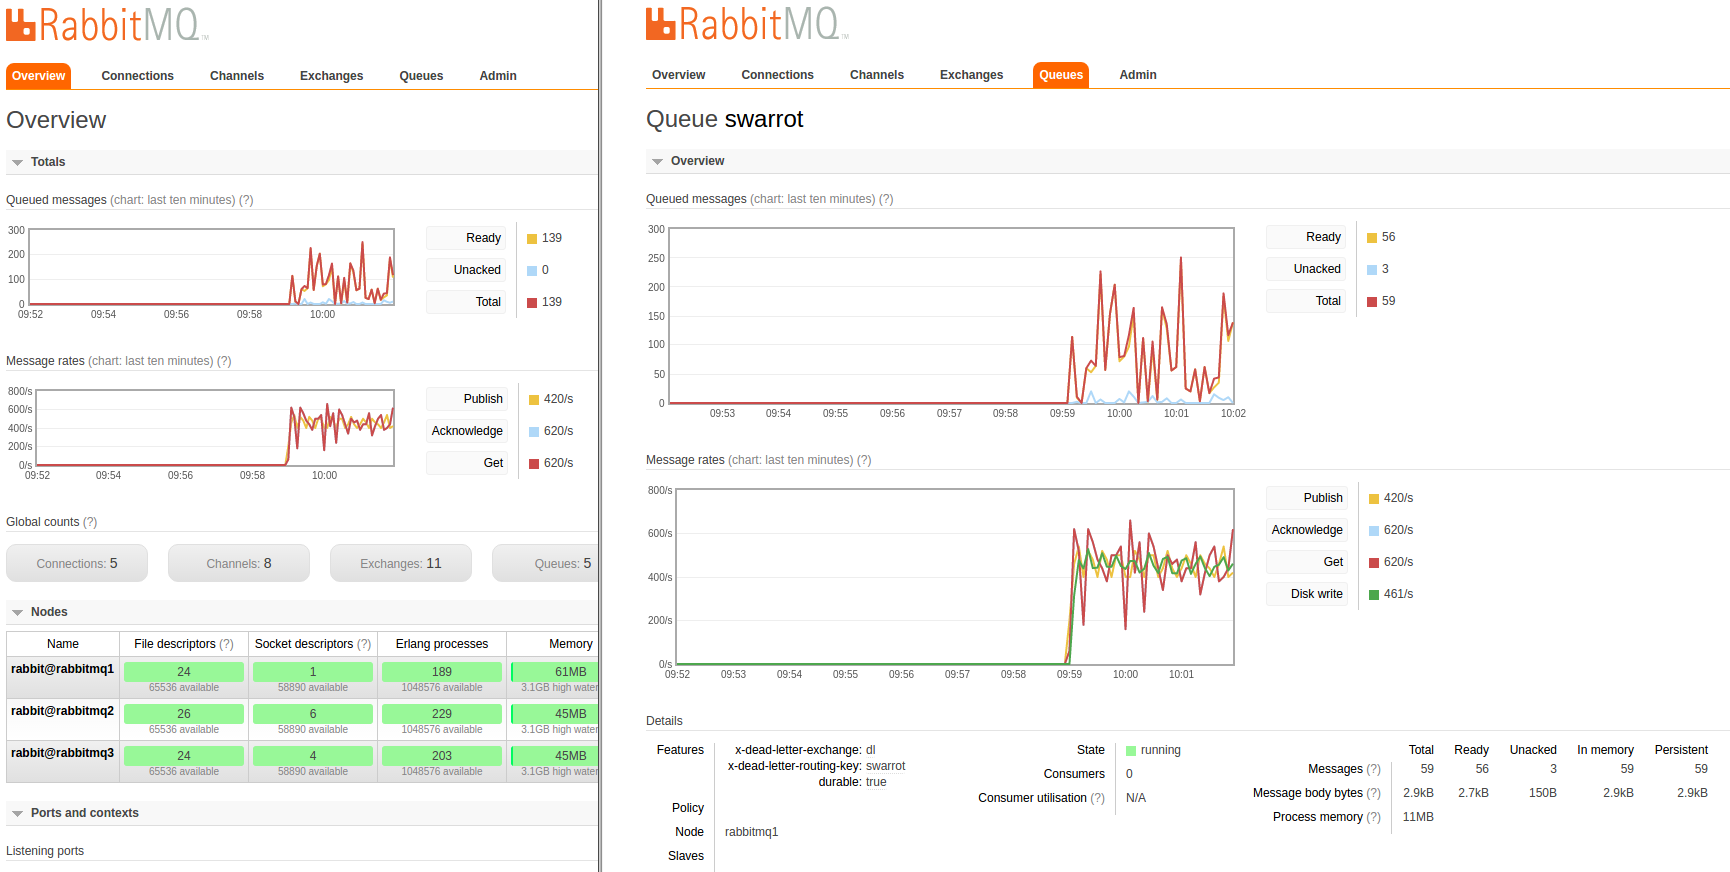 RabbitMQ™
Overview Connections Channels Exchanges Queues Admin
Overview
Totals
Queued messages (chart: last ten minutes) (?)
300
200
100
0
09:52 09:54 09:56 09:58 10:00
Ready 139
Unacked 0
Total 139
Message rates (chart: last ten minutes) (?)
800/s
600/s
400/s
200/s
0/s
09:52 09:54 09:56 09:58 10:00
Publish 420/s
Acknowledge 620/s
Get 620/s
Global counts (?)
Connections: 5 Channels: 8 Exchanges: 11 Queues: 5
Nodes
Name File descriptors (?) Socket descriptors (?) Erlang processes Memory
rabbit@rabbitmq1 24 1 189 61MB
65536 available 58890 available 1048576 available 3.1GB high water
rabbit@rabbitmq2 26 6 229 45MB
65536 available 58890 available 1048576 available 3.1GB high water
rabbit@rabbitmq3 24 4 203 45MB
65536 available 58890 available 1048576 available 3.1GB high water
Ports and contexts
Listening ports
RabbitMQ™
Overview Connections Channels Exchanges Queues Admin
Queue swarrot
Overview
Queued messages (chart: last ten minutes) (?)
300
250
200
150
100
50
0
09:53 09:54 09:55 09:56 09:57 09:58 09:59 10:00 10:01 10:02
Ready 56
Unacked 3
Total 59
Message rates (chart: last ten minutes) (?)
800/s
600/s
400/s
200/s
0/s
09:52 09:53 09:54 09:55 09:56 09:57 09:58 09:59 10:00 10:01
Publish 420/s
Acknowledge 620/s
Get 620/s
Disk write 461/s
Details
Features x-dead-letter-exchange: dl
x-dead-letter-routing-key: swarrot
durable: true
Policy
Node rabbitmq1
Slaves
State running
Consumers 0
Consumer utilisation (?) N/A
Total Ready Unacked In memory Persistent
Messages (?) 59 56 3 59 59
Message body bytes (?) 2.9kB 2.7kB 150B 2.9kB 2.9kB
Process memory (?) 11MB